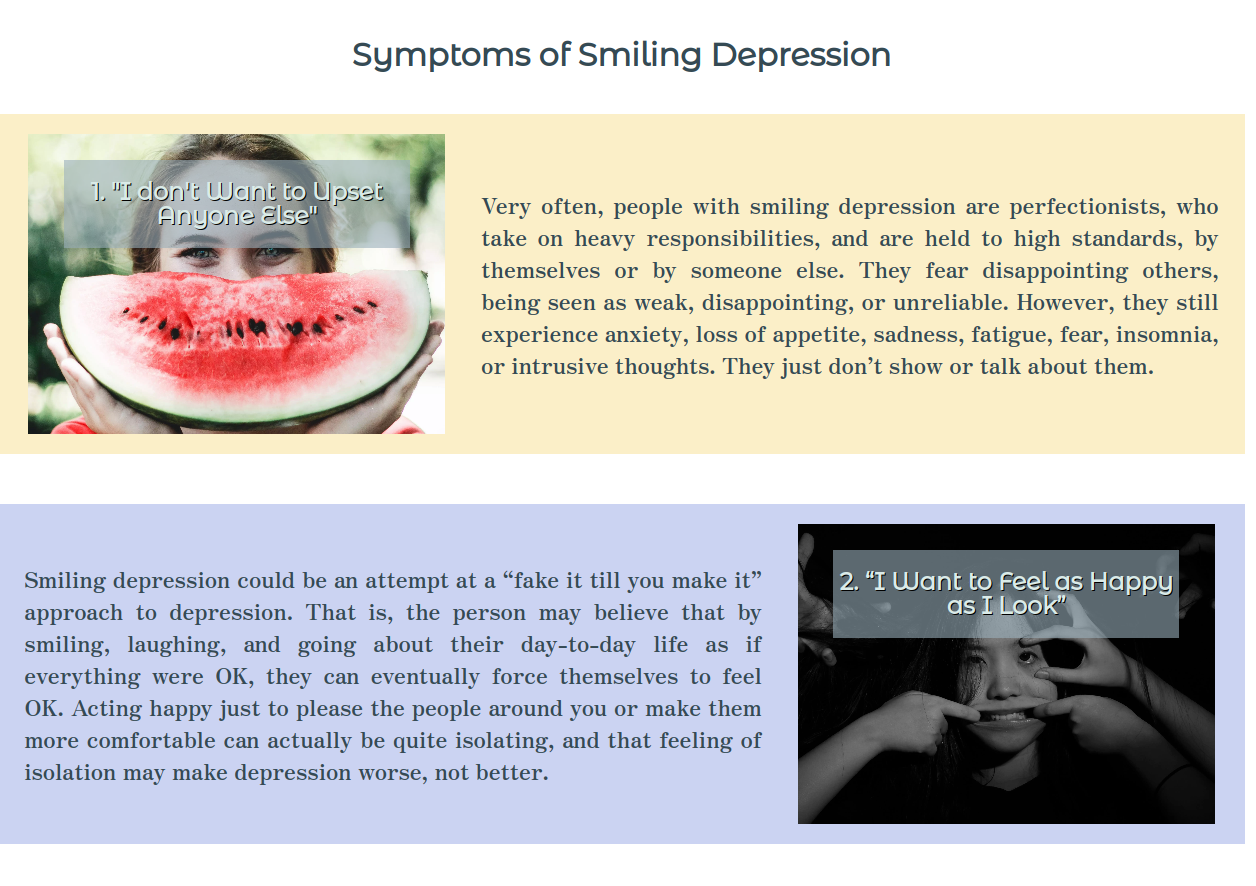 Symptoms of Smiling Depression
1. "I don't Want to Upset
Anyone Else"
Very often, people with smiling depression are perfectionists, who
take on heavy responsibilities, and are held to high standards, by
themselves or by someone else. They fear disappointing others,
being seen as weak, disappointing, or unreliable. However, they still
experience anxiety, loss of appetite, sadness, fatigue, fear, insomnia,
or intrusive thoughts. They just don’t show or talk about them.
Smiling depression could be an attempt at a “fake it till you make it”
approach to depression. That is, the person may believe that by
smiling, laughing, and going about their day-to-day life as if
everything were OK, they can eventually force themselves to feel
OK. Acting happy just to please the people around you or make them
more comfortable can actually be quite isolating, and that feeling of
isolation may make depression worse, not better.
2. “I Want to Feel as Happy
as I Look”